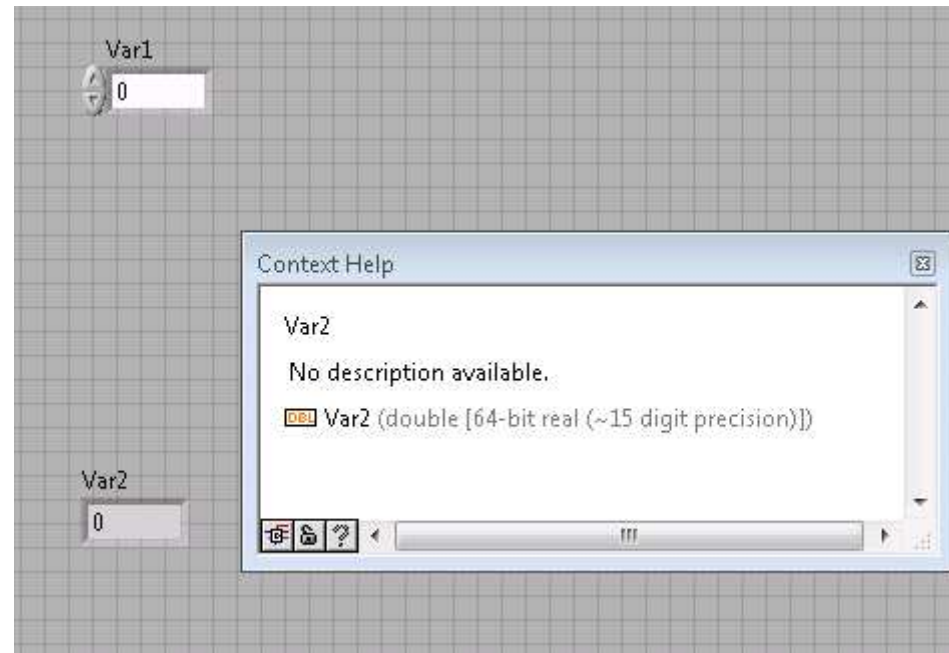 Var1
0
Context Help
Var2
No description available.
DBL Var2 (double [64-bit real (~15 digit precision)])
Var2
0
?